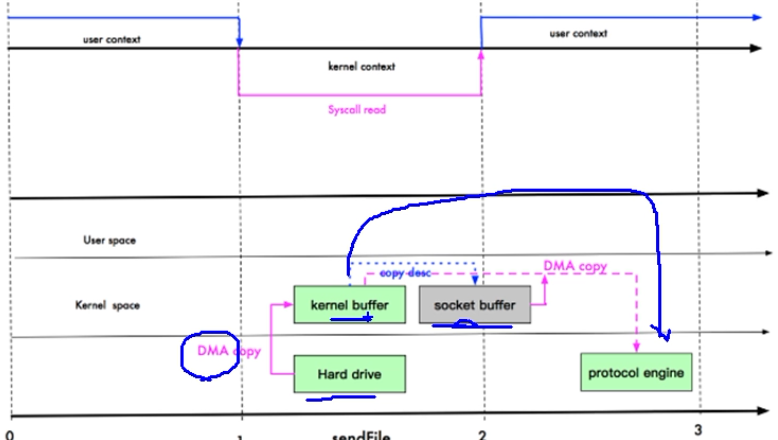 user context
user context
kernel context
Syscall read
User space
DMA copy
copy desc
Kernel space
kernel buffer
socket buffer
DMA copy
Hard drive
protocol engine
0
1
sendFile
2
3